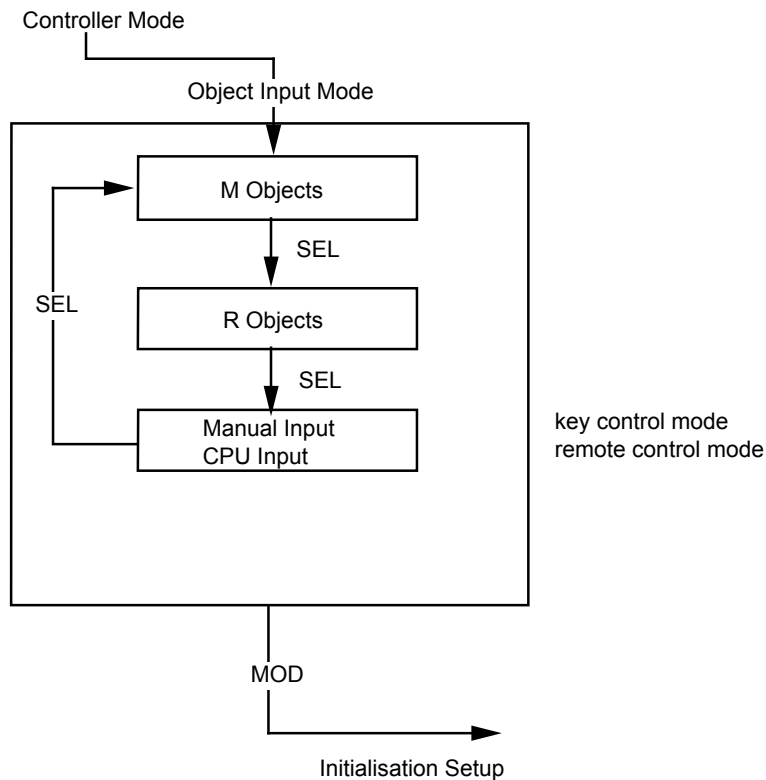 Controller Mode
Object Input Mode
M Objects
SEL
SEL
R Objects
SEL
Manual Input
CPU Input
key control mode
remote control mode
MOD
Initialisation Setup